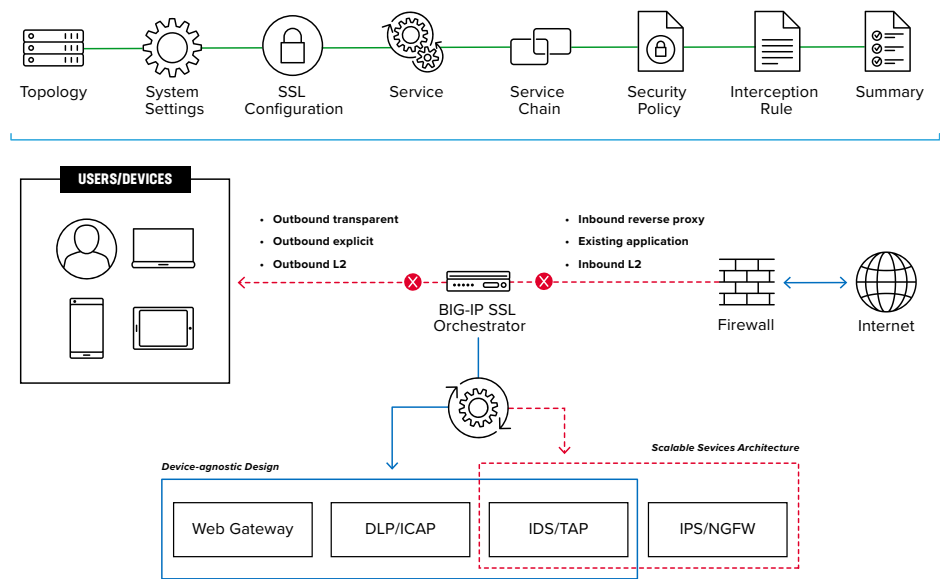 Topology
System
Settings
SSL
Configuration
Service
Service
Chain
Security
Policy
Interception
Rule
Summary
USERS/DEVICES
• Outbound transparent
• Outbound explicit
• Outbound L2
• Inbound reverse proxy
• Existing application
• Inbound L2
X
X
BIG-IP SSL
Orchestrator
Firewall
Internet
Scalable Sevices Architecture
Device-agnostic Design
Web Gateway
DLP/ICAP
IDS/TAP
IPS/NGFW